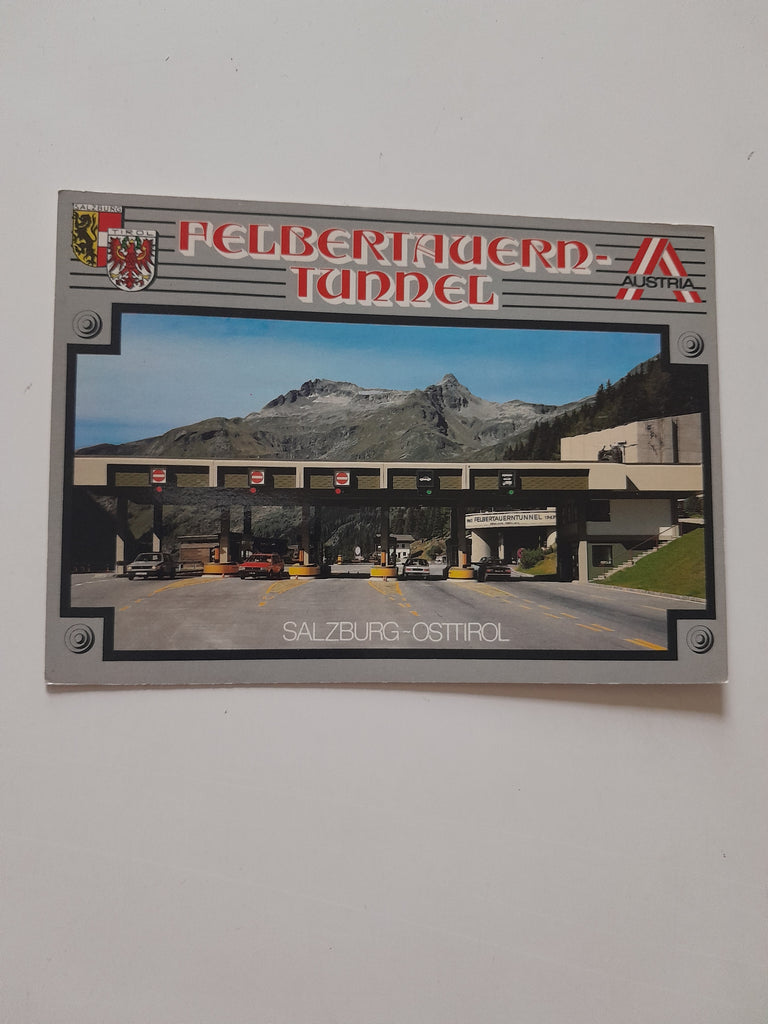 SALZBURG
TIROL
FELBERTAUERN-
TUNNEL
AUSTRIA
FELBERTAUERNTUNNEL
SALZBURG-OSTTIROL